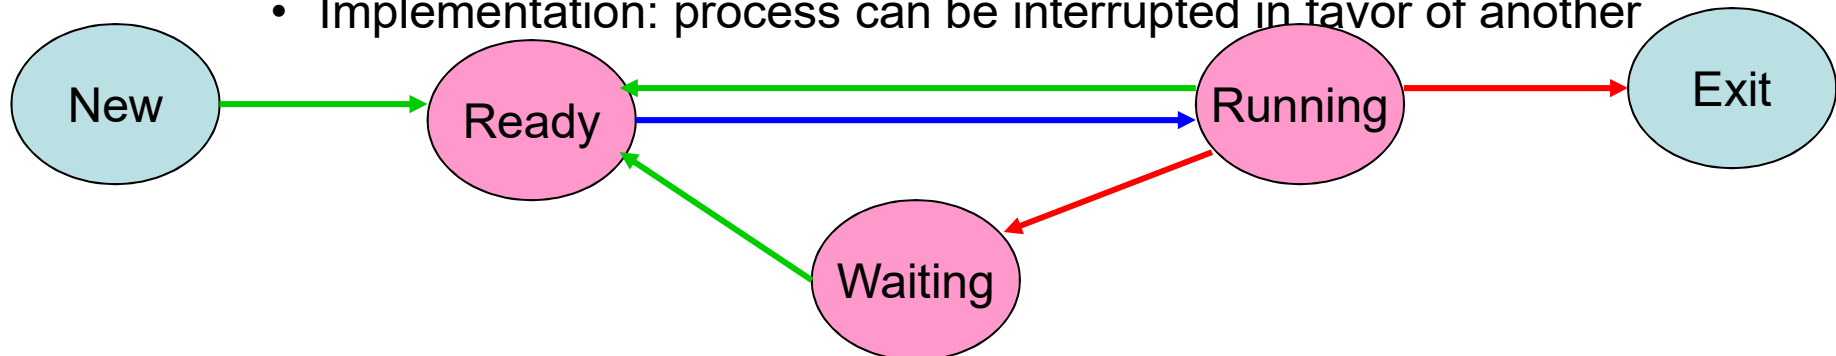 • Implementation: process can be interrupted in favor of another
New
Ready
Running
Exit
Waiting